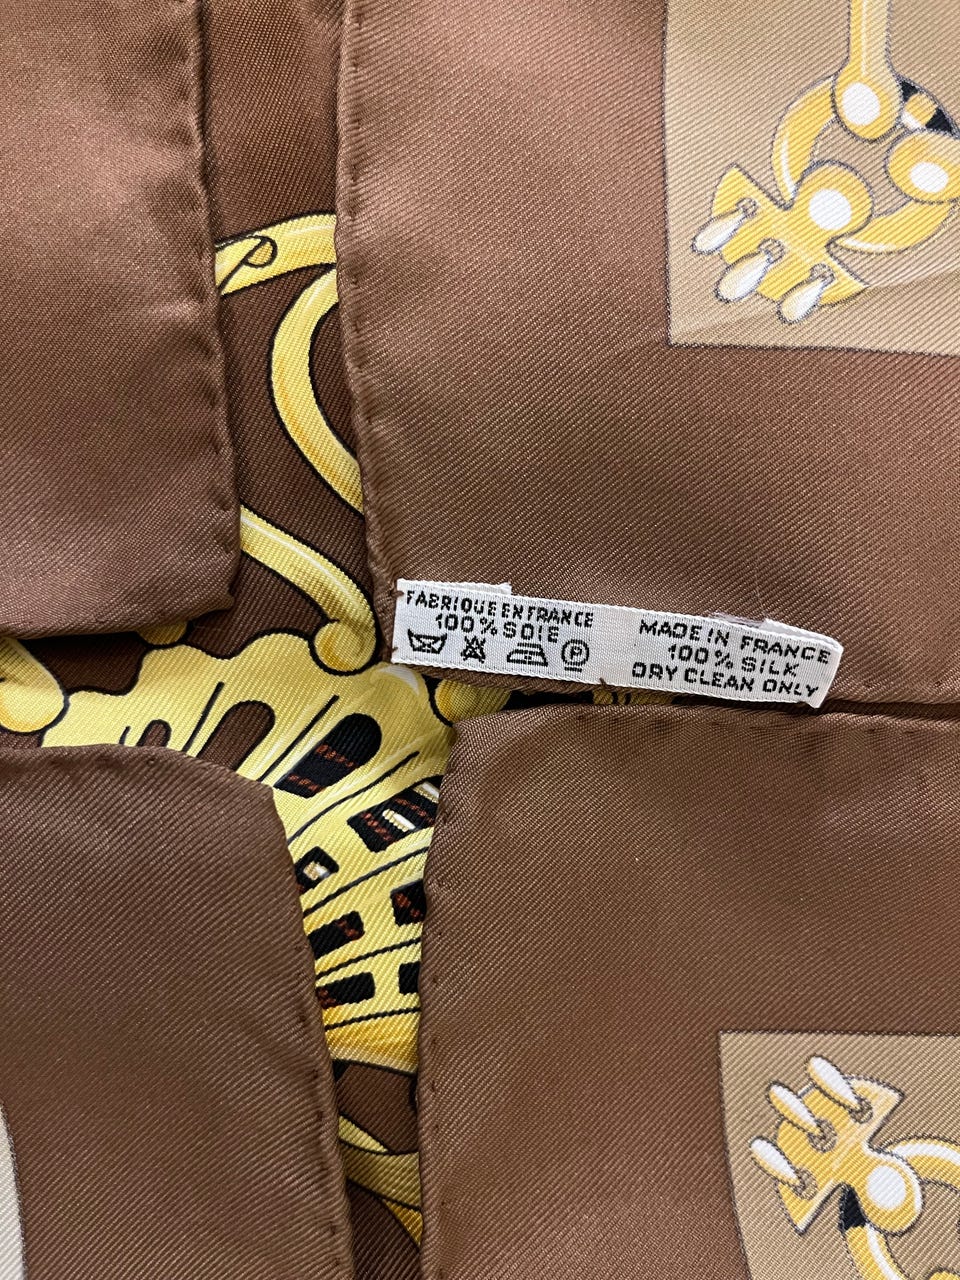 FABRIQUE EN FRANCE
100% SOIE
P
MADE IN FRANCE
100% SILK
DRY CLEAN ONLY